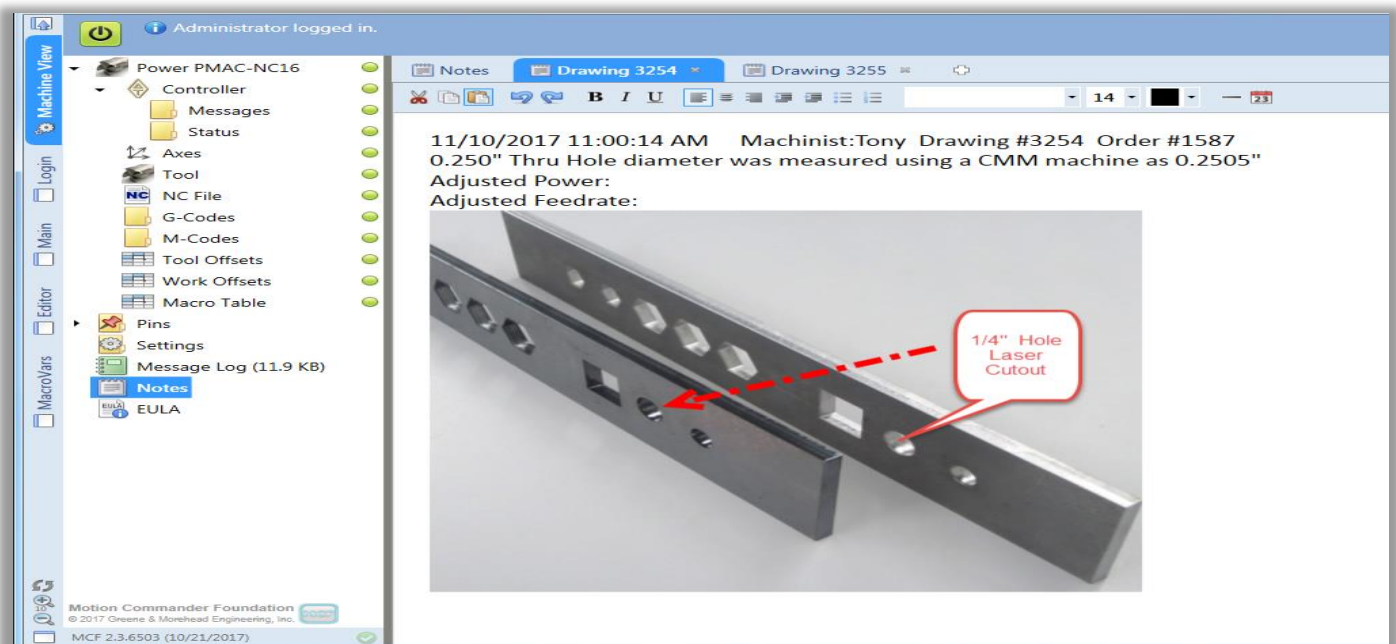 Administrator logged in.
Machine View
Login
Main
Editor
MacroVars
Power PMAC-NC16
Controller
Messages
Status
Axes
Tool
NC NC File
G-Codes
M-Codes
Tool Offsets
Work Offsets
Macro Table
Pins
Settings
Message Log (11.9 KB)
Notes
EULA EULA
Motion Commander Foundation
© 2017 Greene & Morehead Engineering, Inc.
MCF 2.3.6503 (10/21/2017)
Notes Drawing 3254 Drawing 3255
B I U 14 23
11/10/2017 11:00:14 AM Machinist:Tony Drawing #3254 Order #1587
0.250" Thru Hole diameter was measured using a CMM machine as 0.2505"
Adjusted Power:
Adjusted Feedrate:
1/4" Hole
Laser
Cutout